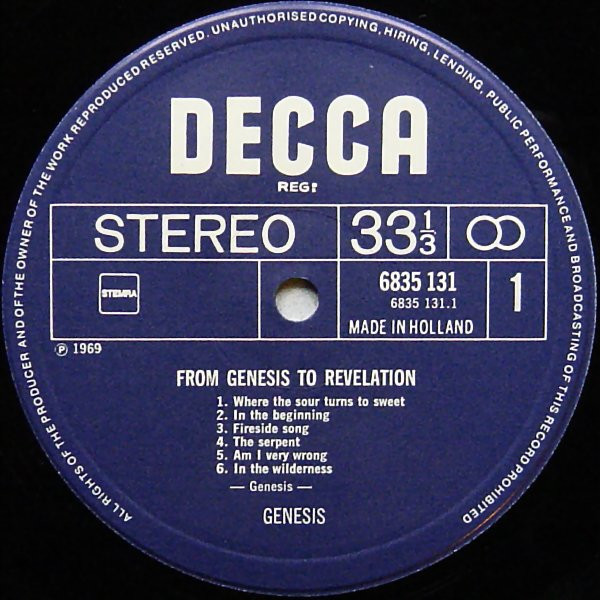 ALL RIGHTS OF THE PRODUCER AND OF THE OWNER OF THE WORK REPRODUCED RESERVED. UNAUTHORISED COPYING, HIRING, LENDING, PUBLIC PERFORMANCE AND BROADCASTING OF THIS RECORD PROHIBITED
DECCA
REGD
STEREO 33 1/3
STEMRA
6835 131 1
6835 131.1
MADE IN HOLLAND
℗ 1969
FROM GENESIS TO REVELATION
1. Where the sour turns to sweet
2. In the beginning
3. Fireside song
4. The serpent
5. Am I very wrong
6. In the wilderness
— Genesis —
GENESIS